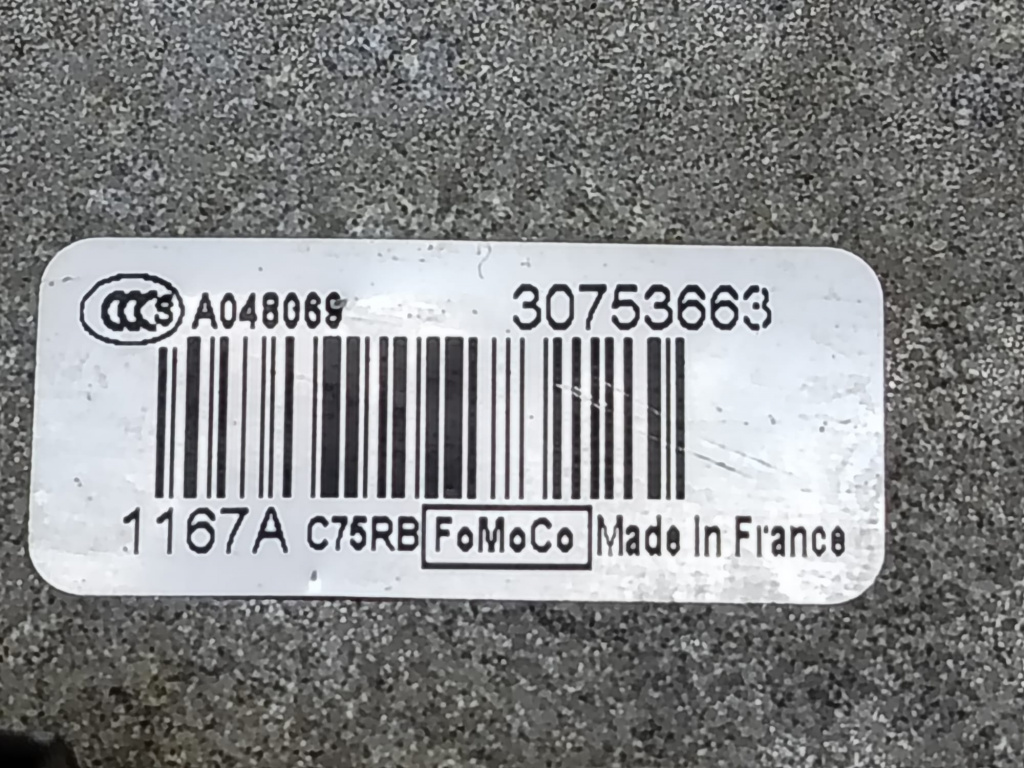 CCC S A048069 30753663
1167A C75RB FoMoCo Made In France